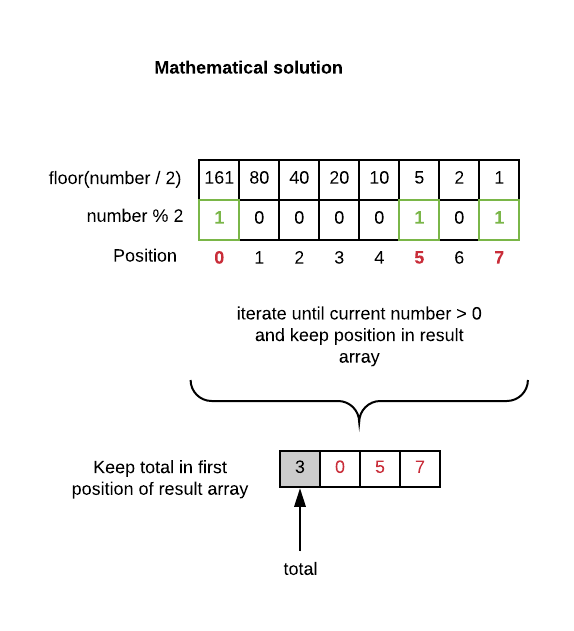 Mathematical solution
floor(number / 2) 161 80 40 20 10 5 2 1
number % 2 1 0 0 0 0 1 0 1
Position 0 1 2 3 4 5 6 7
iterate until current number > 0
and keep position in result
array
Keep total in first
position of result array
3 0 5 7
total